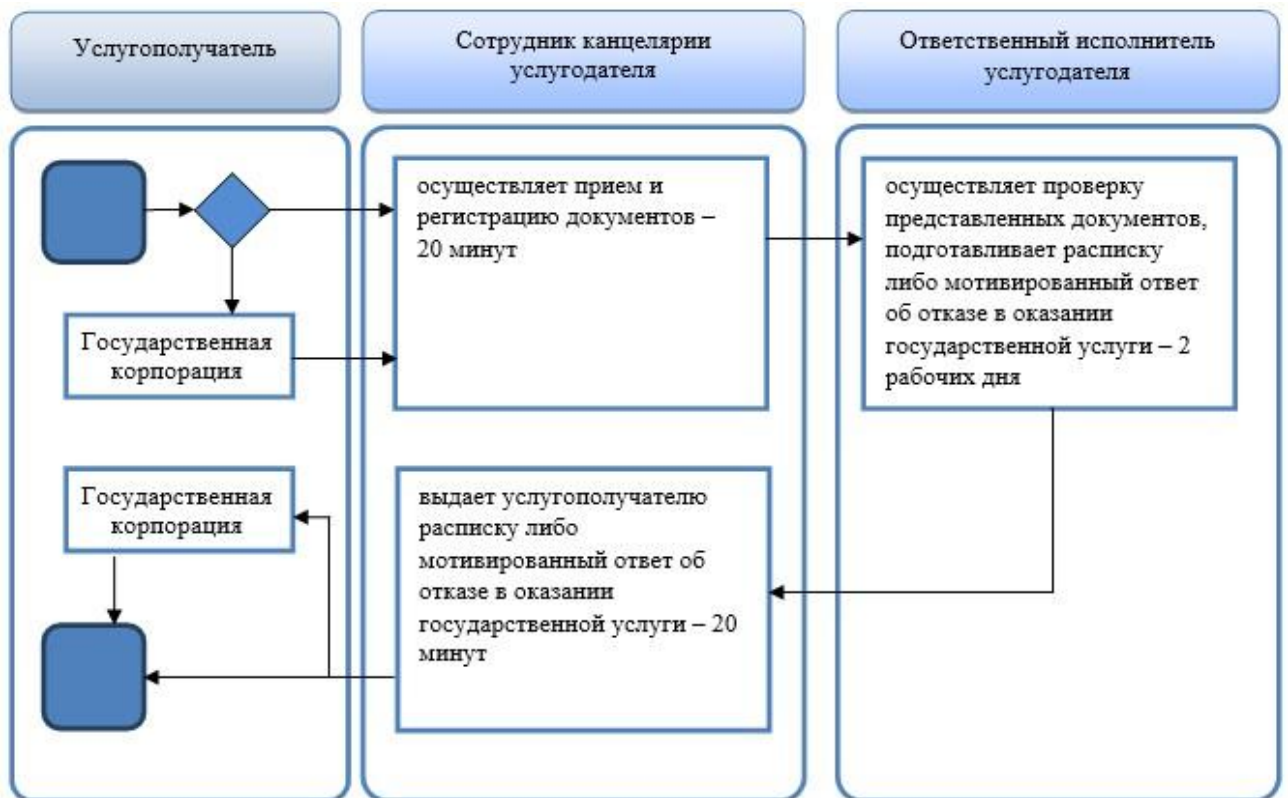 Услугополучатель
Сотрудник канцелярии
услугодателя
Ответственный исполнитель
услугодателя
осуществляет прием и
регистрацию документов –
20 минут
осуществляет проверку
представленных документов,
подготавливает расписку
либо мотивированный ответ
об отказе в оказании
государственной услуги – 2
рабочих дня
Государственная
корпорация
Государственная
корпорация
выдает услугополучателю
расписку либо
мотивированный ответ об
отказе в оказании
государственной услуги – 20
минут